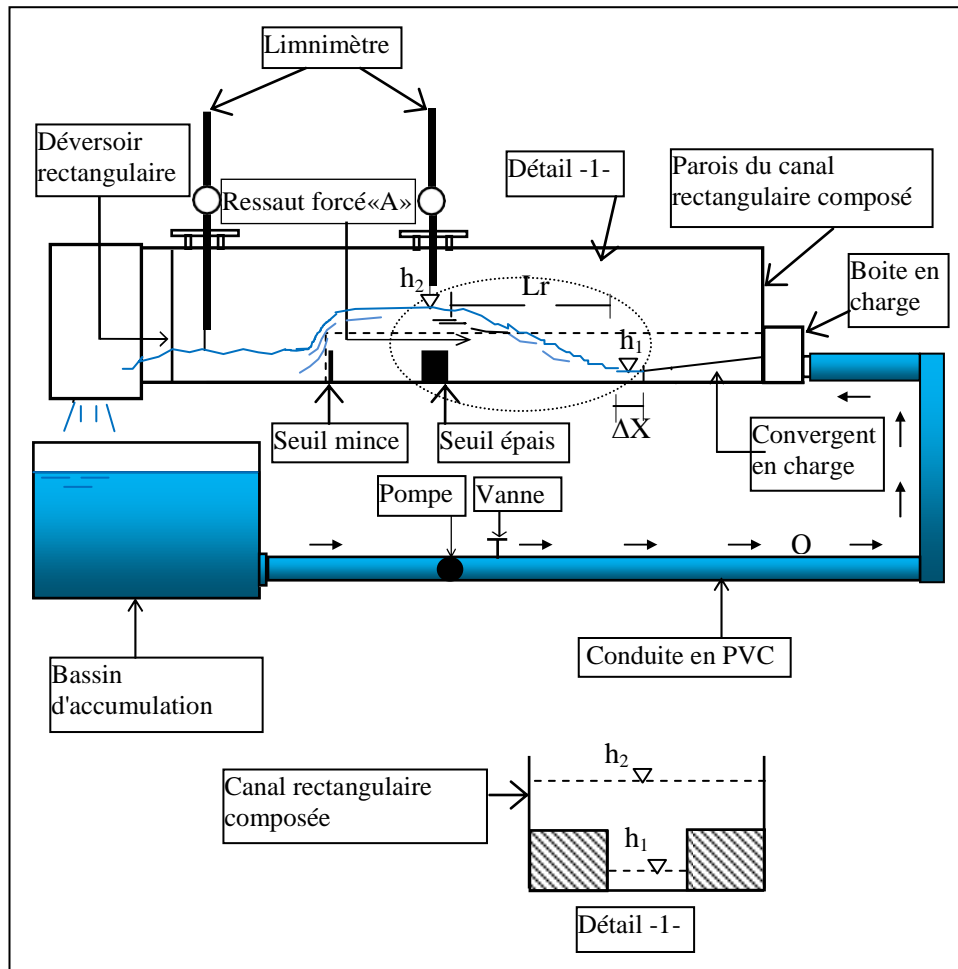 Limnimètre
Déversoir
rectangulaire
Ressaut forcé«A»
Détail -1-
Parois du canal
rectangulaire composé
Boite en
charge
h2
Lr
h1
ΔX
Seuil mince
Seuil épais
Convergent
en charge
Pompe
Vanne
O
Bassin
d'accumulation
Conduite en PVC
Canal rectangulaire
composée
h2
h1
Détail -1-